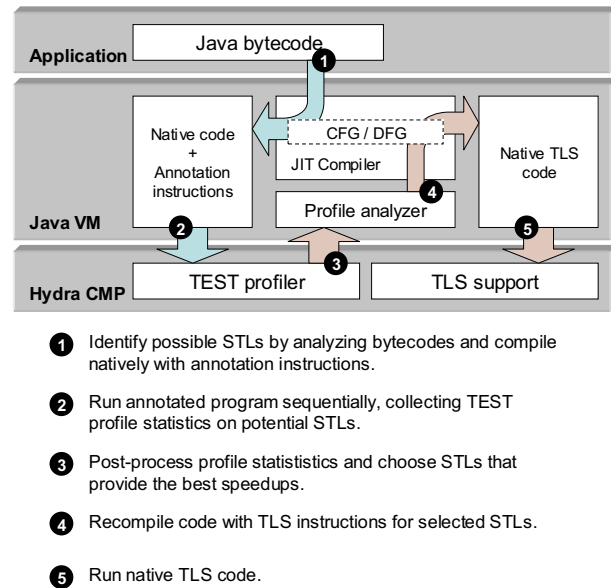 Java bytecode
Application
1
Native code
+
Annotation
instructions
CFG / DFG
JIT Compiler
Native TLS
code
4
Profile analyzer
Java VM
2
5
3
TEST profiler
TLS support
Hydra CMP
1 Identify possible STLs by analyzing bytecodes and compile
natively with annotation instructions.
2 Run annotated program sequentially, collecting TEST
profile statistics on potential STLs.
3 Post-process profile statististics and choose STLs that
provide the best speedups.
4 Recompile code with TLS instructions for selected STLs.
5 Run native TLS code.